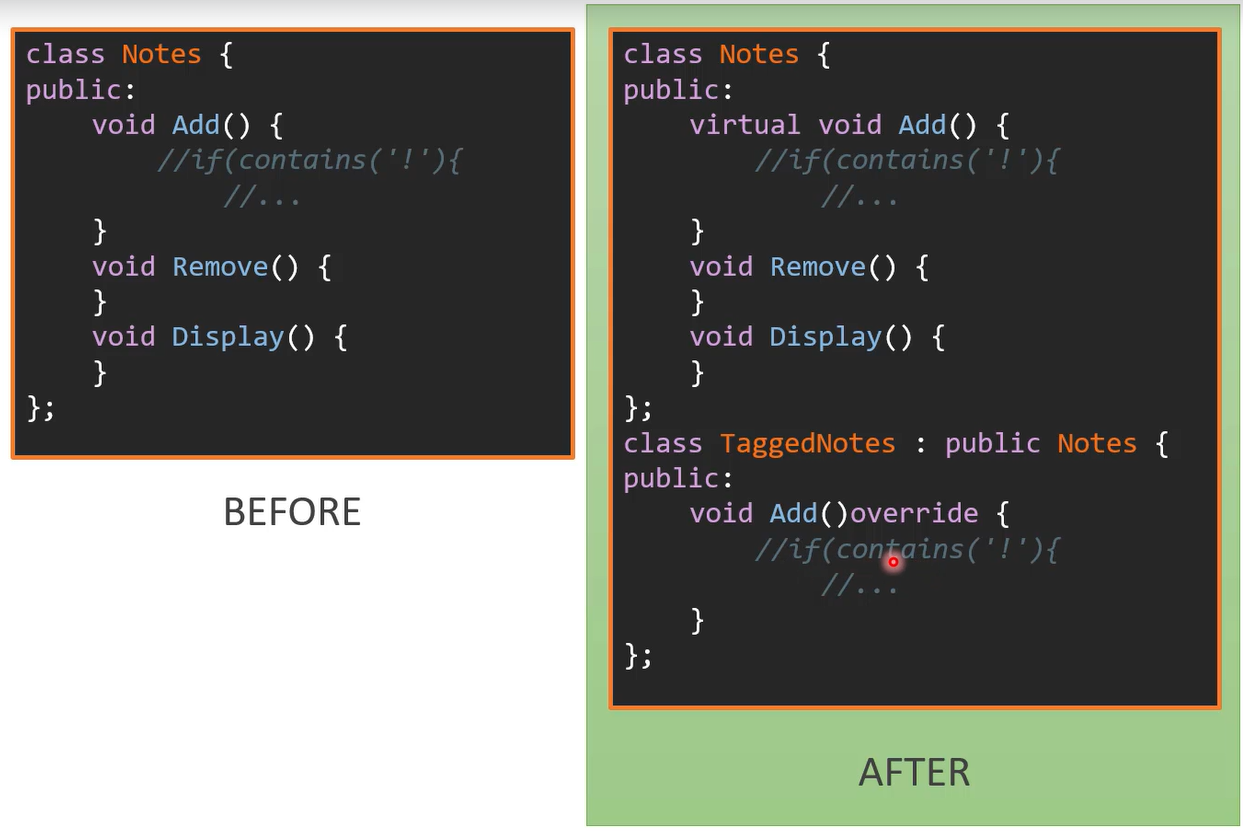 class Notes {
public:
    void Add() {
        //if(contains('!'){
            //...
    }
    void Remove() {
    }
    void Display() {
    }
};
BEFORE
class Notes {
public:
    virtual void Add() {
        //if(contains('!'){
            //...
    }
    void Remove() {
    }
    void Display() {
    }
};
class TaggedNotes : public Notes {
public:
    void Add()override {
        //if(contains('!'){
            //...
    }
};
AFTER